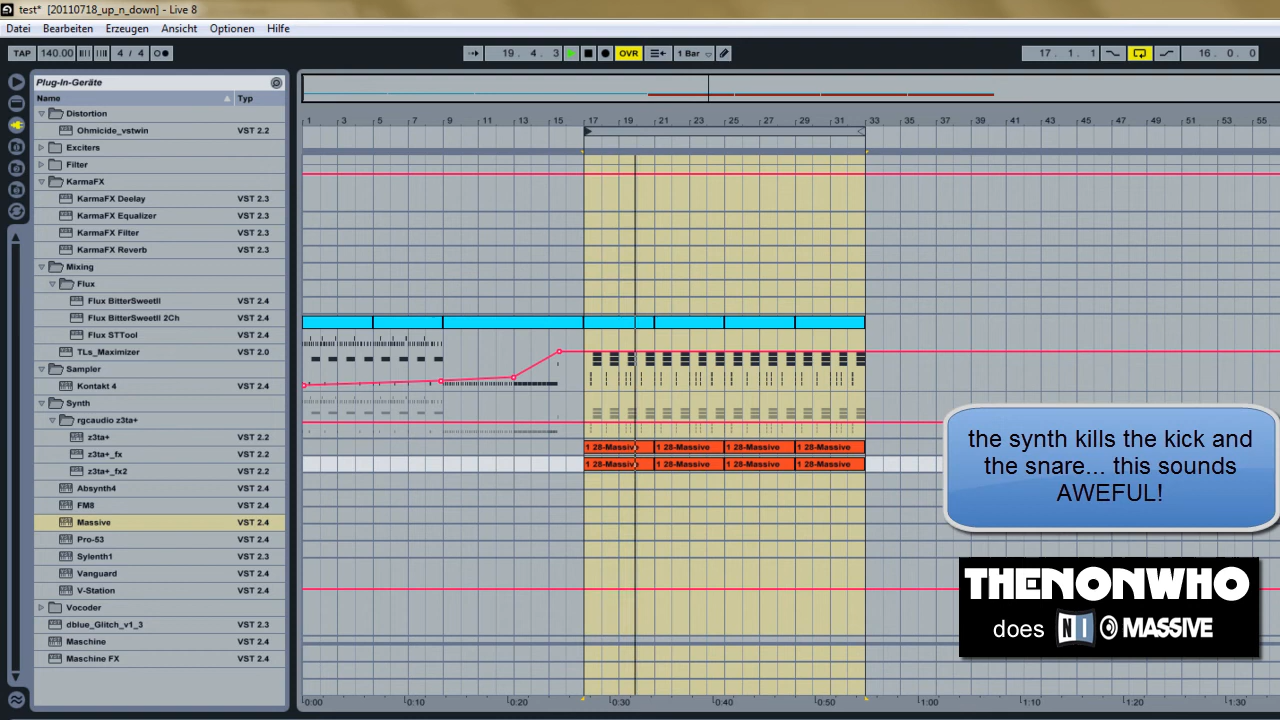 test* [20110718_up_n_down] - Live 8
Datei Bearbeiten Erzeugen Ansicht Optionen Hilfe
TAP 140.00 4 / 4 19 . 4 . 3 OVR 1 Bar 17 . 1 . 1 16 . 0 . 0
Plug-In-Geräte
Name Typ
Distortion
Ohmicide_vstwin VST 2.2
Exciters
Filter
KarmaFX
KarmaFX Deelay VST 2.3
KarmaFX Equalizer VST 2.3
KarmaFX Filter VST 2.3
KarmaFX Reverb VST 2.3
Mixing
Flux
Flux BitterSweetII VST 2.4
Flux BitterSweetII 2Ch VST 2.4
Flux STTool VST 2.4
TLs_Maximizer VST 2.0
Sampler
Kontakt 4 VST 2.4
Synth
rgcaudio z3ta+
z3ta+ VST 2.2
z3ta+_fx VST 2.2
z3ta+_fx2 VST 2.2
Absynth4 VST 2.4
FM8 VST 2.4
Massive VST 2.4
Pro-53 VST 2.4
Sylenth1 VST 2.3
Vanguard VST 2.4
V-Station VST 2.4
Vocoder
dblue_Glitch_v1_3 VST 2.3
Maschine VST 2.4
Maschine FX VST 2.4
1 3 5 7 9 11 13 15 17 19 21 23 25 27 29 31 33 35 37 39 41 43 45 47 49 51 53 55
1 28-Massive 1 28-Massive 1 28-Massive 1 28-Massive
1 28-Massive 1 28-Massive 1 28-Massive 1 28-Massive
0:00 0:10 0:20 0:30 0:40 0:50 1:00 1:10 1:20 1:30
the synth kills the kick and
the snare... this sounds
AWEFUL!
THENONWHO
does NI MASSIVE